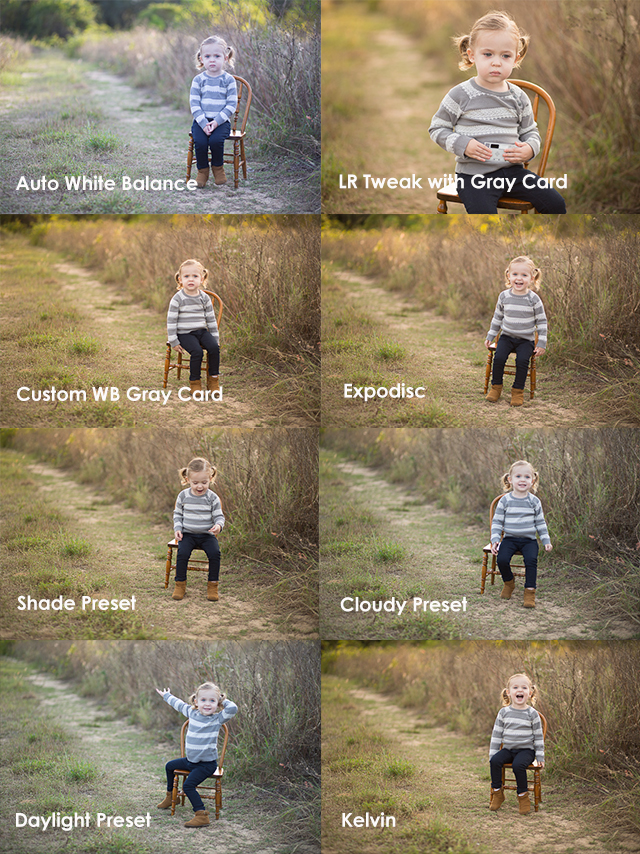 Auto White Balance
LR Tweak with Gray Card
Custom WB Gray Card
Expodisc
Shade Preset
Cloudy Preset
Daylight Preset
Kelvin